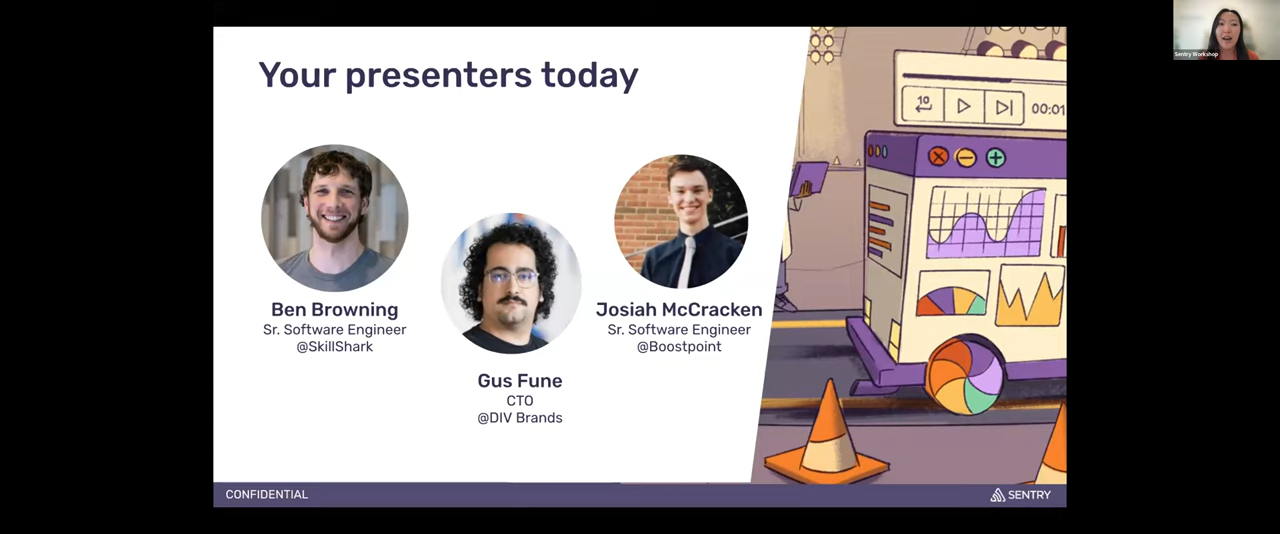 Your presenters today
Ben Browning
Sr. Software Engineer
@SkillShark
Gus Fune
CTO
@DIV Brands
Josiah McCracken
Sr. Software Engineer
@Boostpoint
10
00:01
CONFIDENTIAL
SENTRY
Sentry Workshop